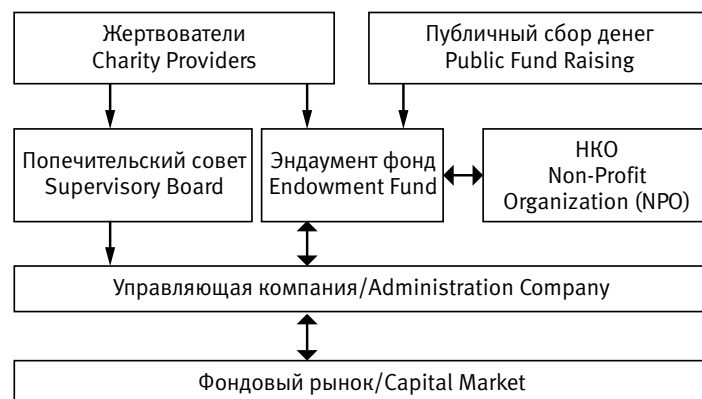 Жертвователи
Charity Providers
Публичный сбор денег
Public Fund Raising
Попечительский совет
Supervisory Board
Эндаумент фонд
Endowment Fund
НКО
Non-Profit
Organization (NPO)
Управляющая компания/Administration Company
Фондовый рынок/Capital Market